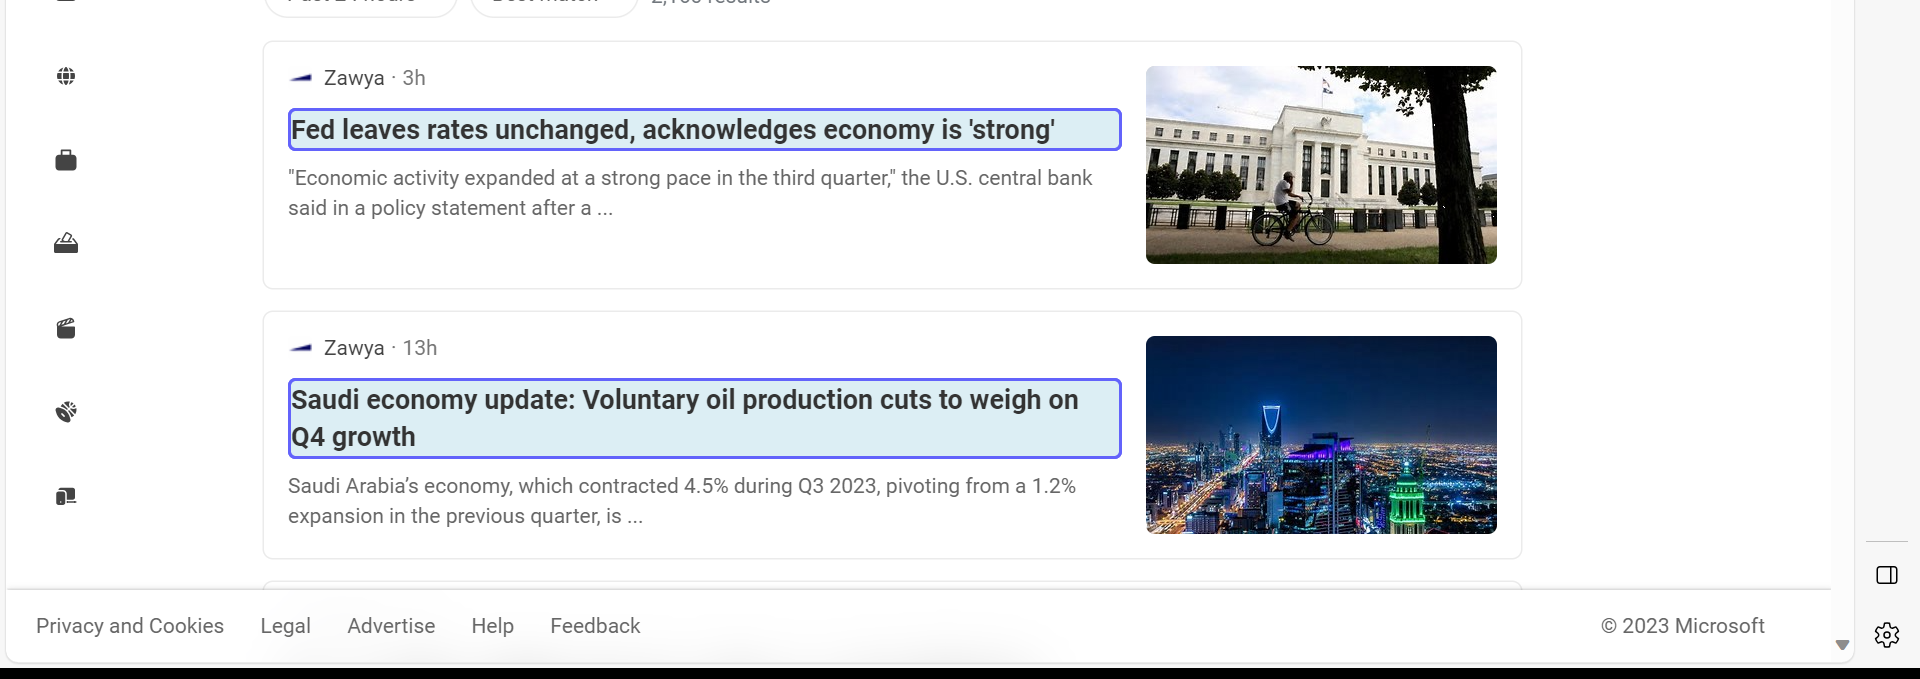 Zawya · 3h
Fed leaves rates unchanged, acknowledges economy is 'strong'
"Economic activity expanded at a strong pace in the third quarter," the U.S. central bank
said in a policy statement after a ...
Zawya · 13h
Saudi economy update: Voluntary oil production cuts to weigh on
Q4 growth
Saudi Arabia’s economy, which contracted 4.5% during Q3 2023, pivoting from a 1.2%
expansion in the previous quarter, is ...
Privacy and Cookies Legal Advertise Help Feedback © 2023 Microsoft